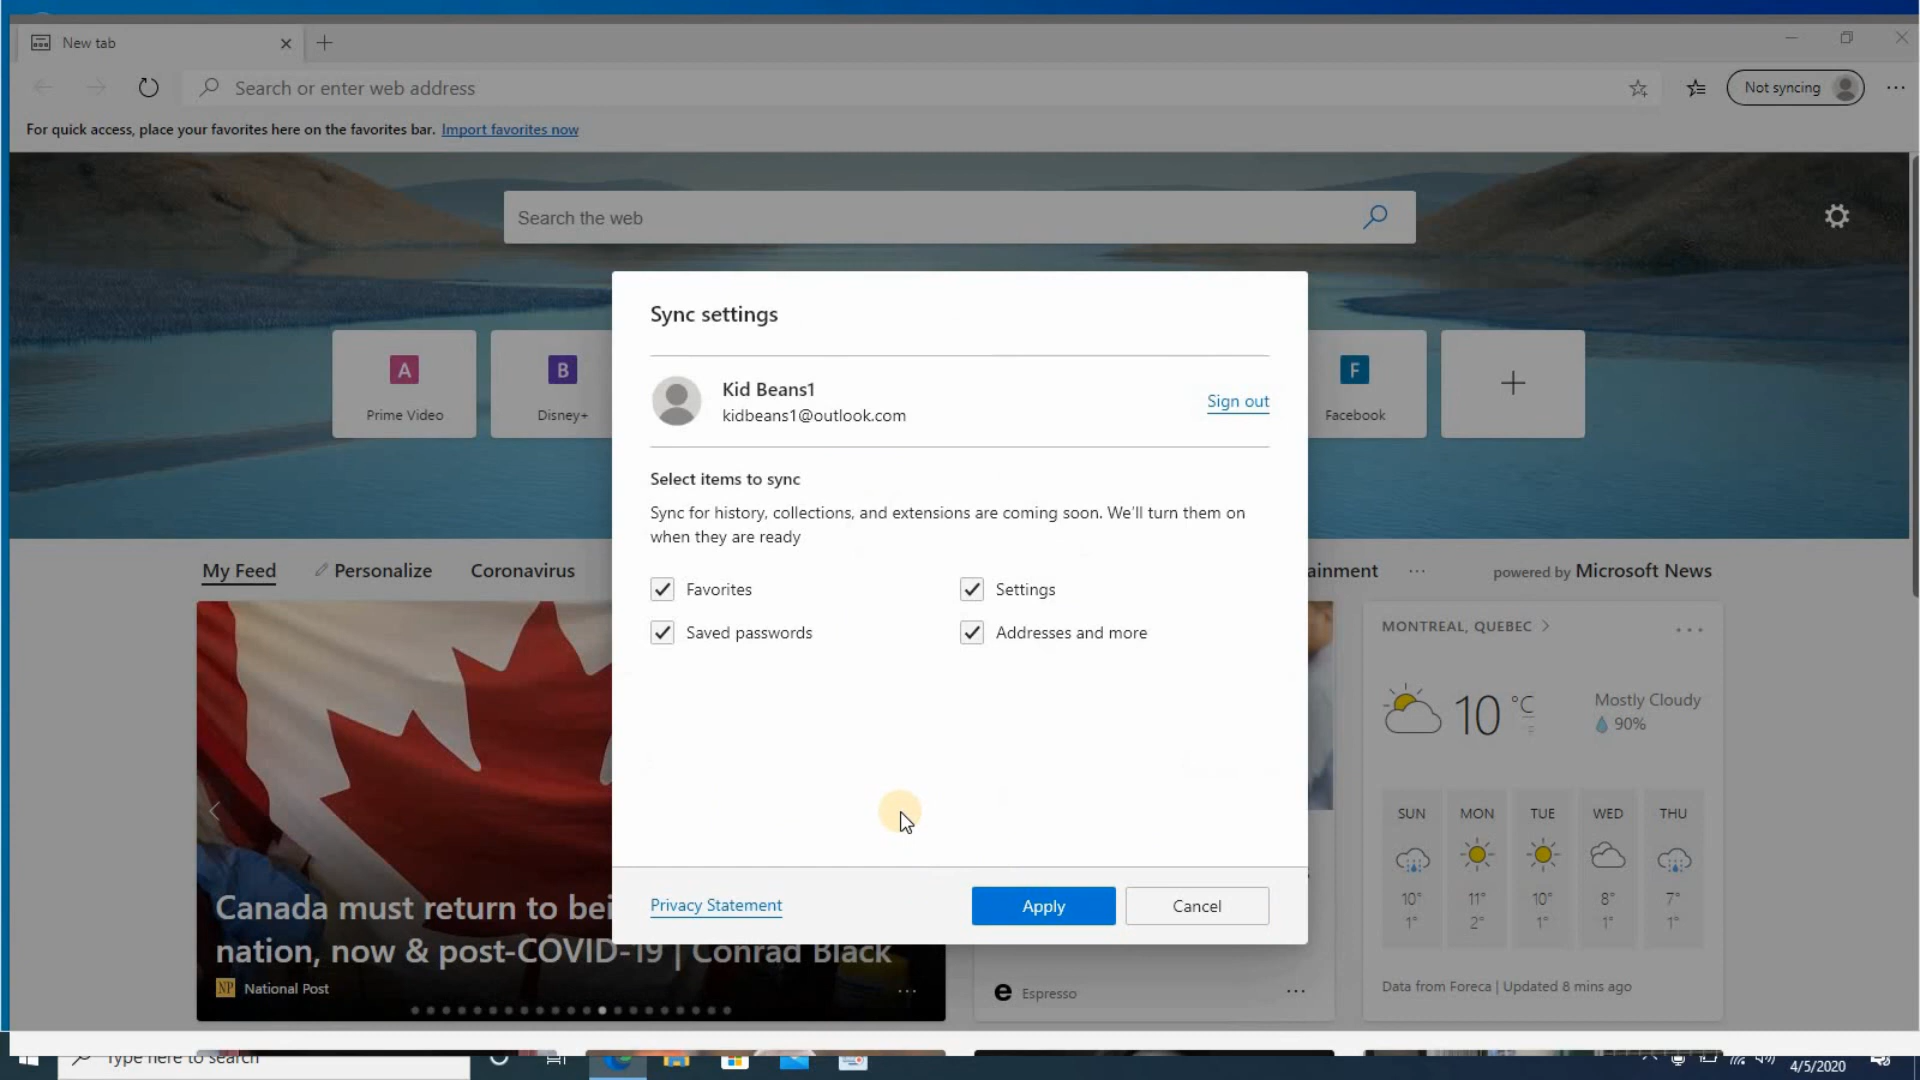 New tab
Search or enter web address
Not syncing
For quick access, place your favorites here on the favorites bar. Import favorites now
Search the web
Sync settings
Kid Beans1
kidbeans1@outlook.com
Sign out
A
Prime Video
B
Disney+
F
Facebook
Select items to sync
Sync for history, collections, and extensions are coming soon. We'll turn them on
when they are ready
Favorites
Settings
Saved passwords
Addresses and more
My Feed
Personalize
Coronavirus
ainment
powered by Microsoft News
MONTREAL, QUEBEC
10 °C
F
Mostly Cloudy
90%
SUN MON TUE WED THU
10° 11° 10° 8° 7°
1° 2° 1° 1° 1°
Data from Foreca | Updated 8 mins ago
Privacy Statement
Apply
Cancel
Canada must return to bei
nation, now & post-COVID-19 | Conrad Black
NP National Post
e Espresso
Type here to search
4/5/2020